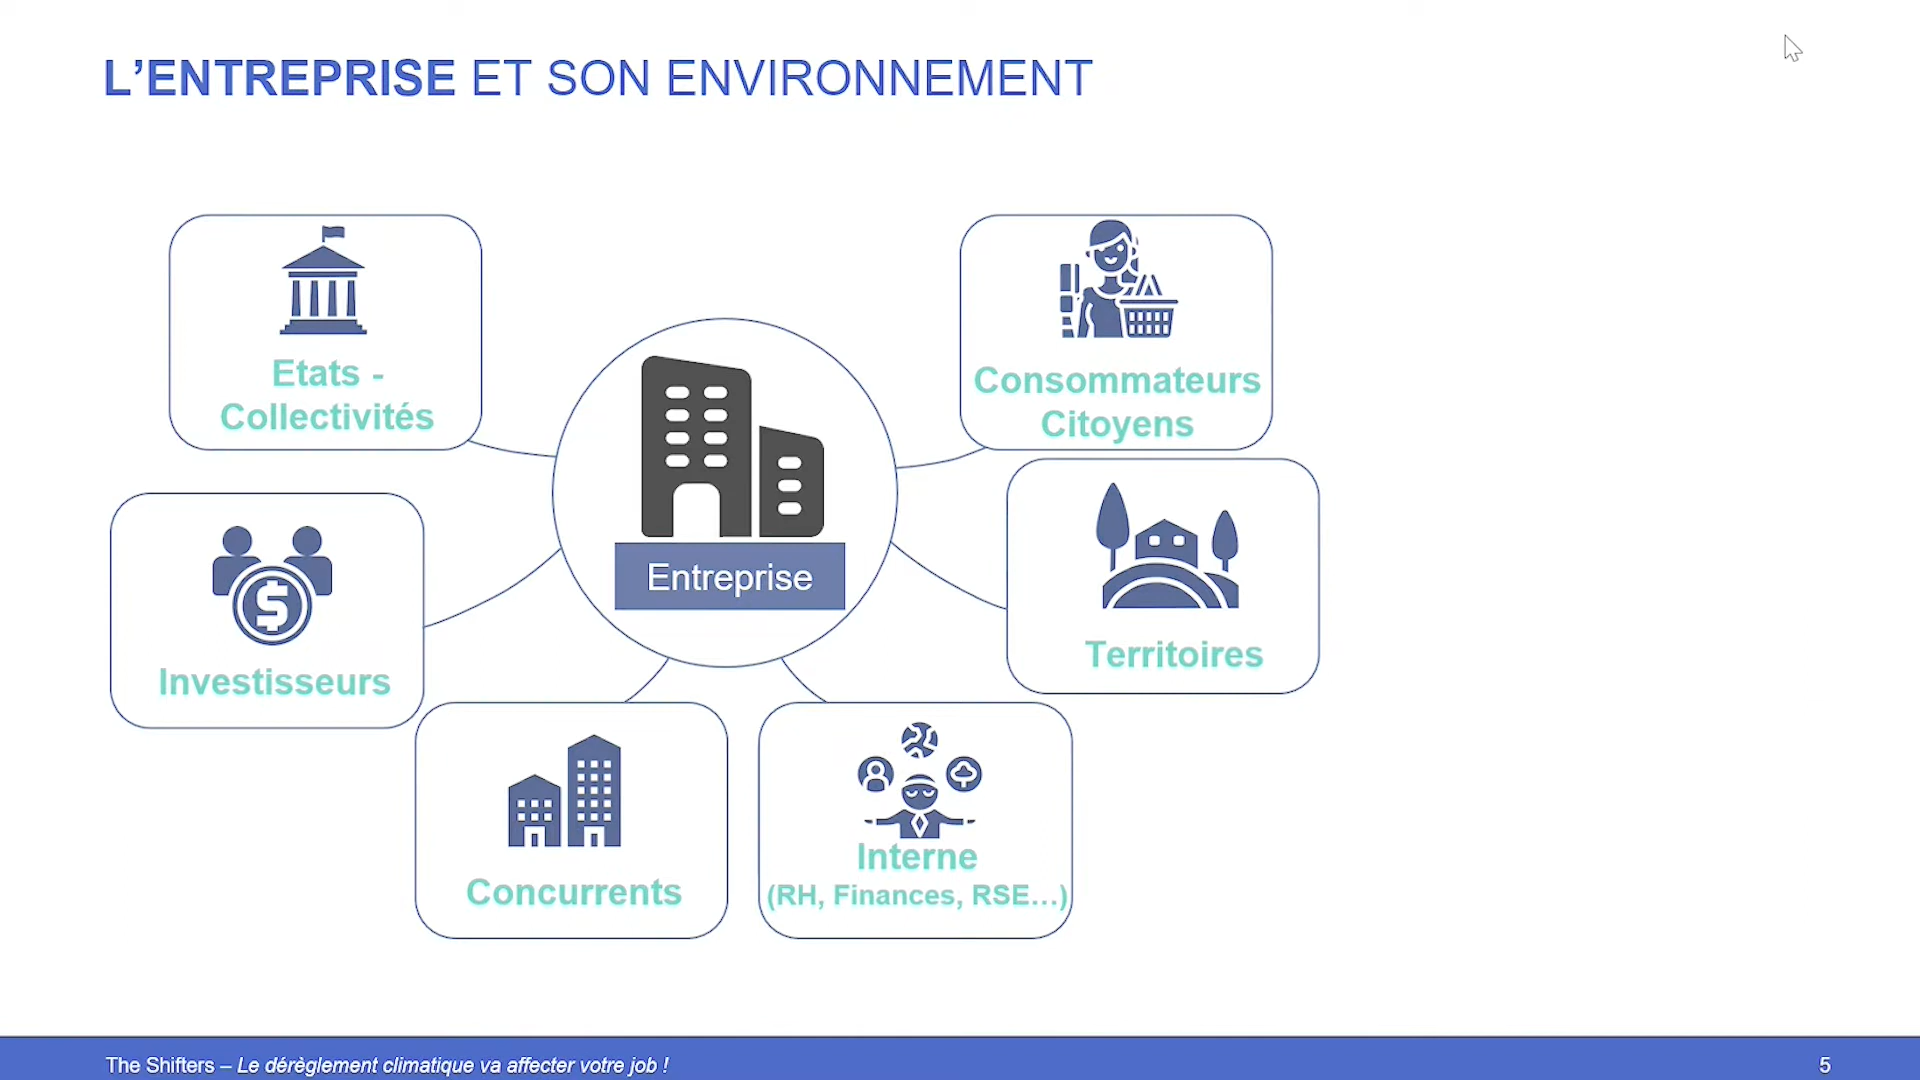 L’ENTREPRISE ET SON ENVIRONNEMENT
Etats -
Collectivités
Consommateurs
Citoyens
Entreprise
Investisseurs
Territoires
Concurrents
Interne
(RH, Finances, RSE...)
The Shifters – Le dérèglement climatique va affecter votre job !
5